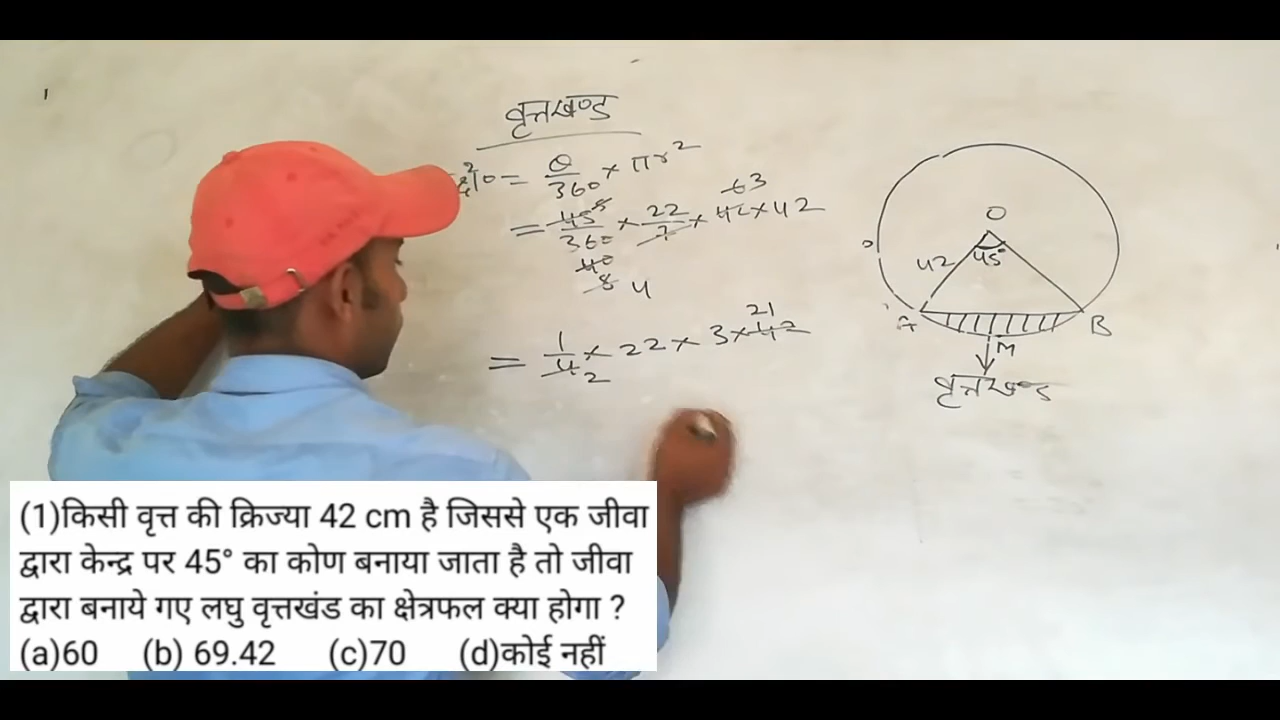 वृत्तखण्ड
= θ/360 × πr²
= 45/360 × 22/7 × 42 × 42
5
63
40
8 4
= 1/4 × 22 × 3 × 42
21
2
O
45°
42
A
B
M
वृत्तखण्ड
(1)किसी वृत्त की क्रिज्या 42 cm है जिससे एक जीवा
द्वारा केन्द्र पर 45° का कोण बनाया जाता है तो जीवा
द्वारा बनाये गए लघु वृत्तखंड का क्षेत्रफल क्या होगा ?
(a)60 (b) 69.42 (c)70 (d)कोई नहीं